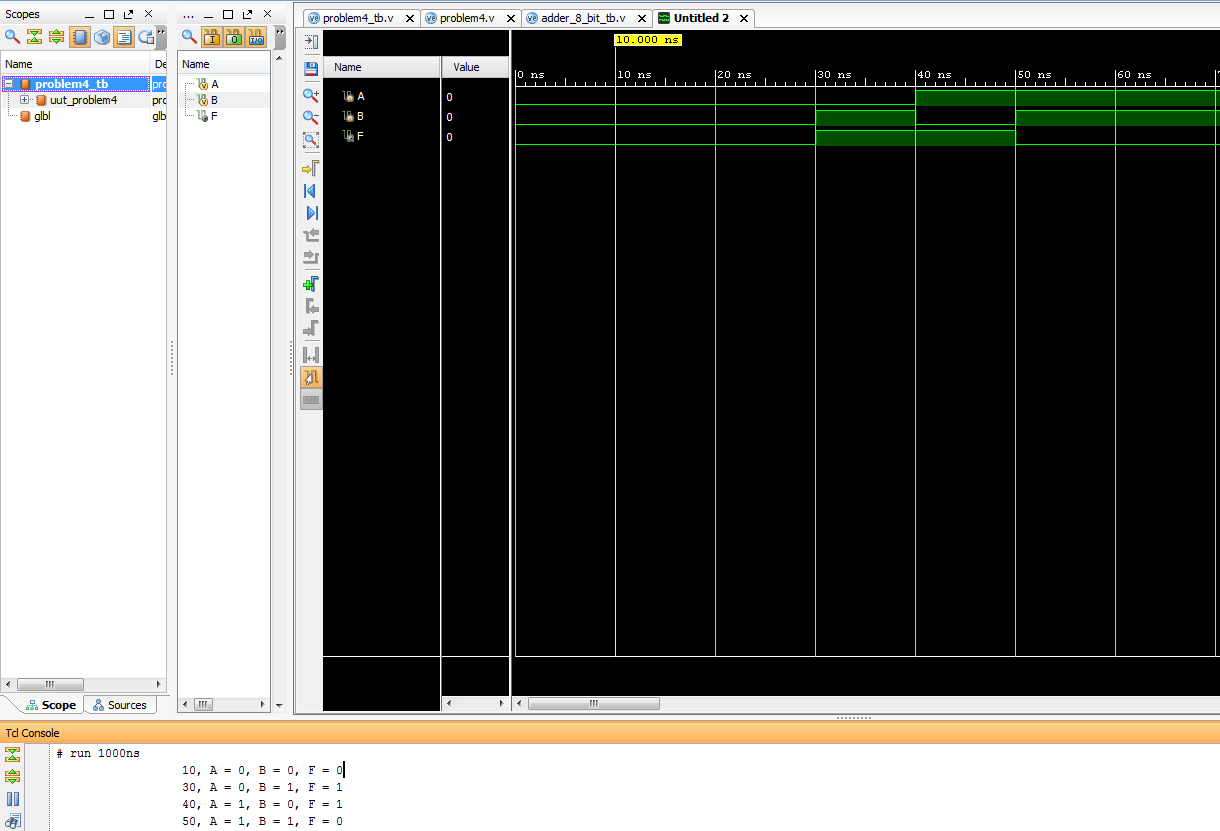 Scopes
...
problem4_tb.v
problem4.v
adder_8_bit_tb.v
Untitled 2
Name
De
problem4_tb
pro
uut_problem4
pro
glbl
glb
Name
A
B
F
10.000 ns
Name
Value
0 ns
10 ns
20 ns
30 ns
40 ns
50 ns
60 ns
A
0
B
0
F
0
Scope
Sources
Tcl Console
# run 1000ns
10, A = 0, B = 0, F = 0
30, A = 0, B = 1, F = 1
40, A = 1, B = 0, F = 1
50, A = 1, B = 1, F = 0